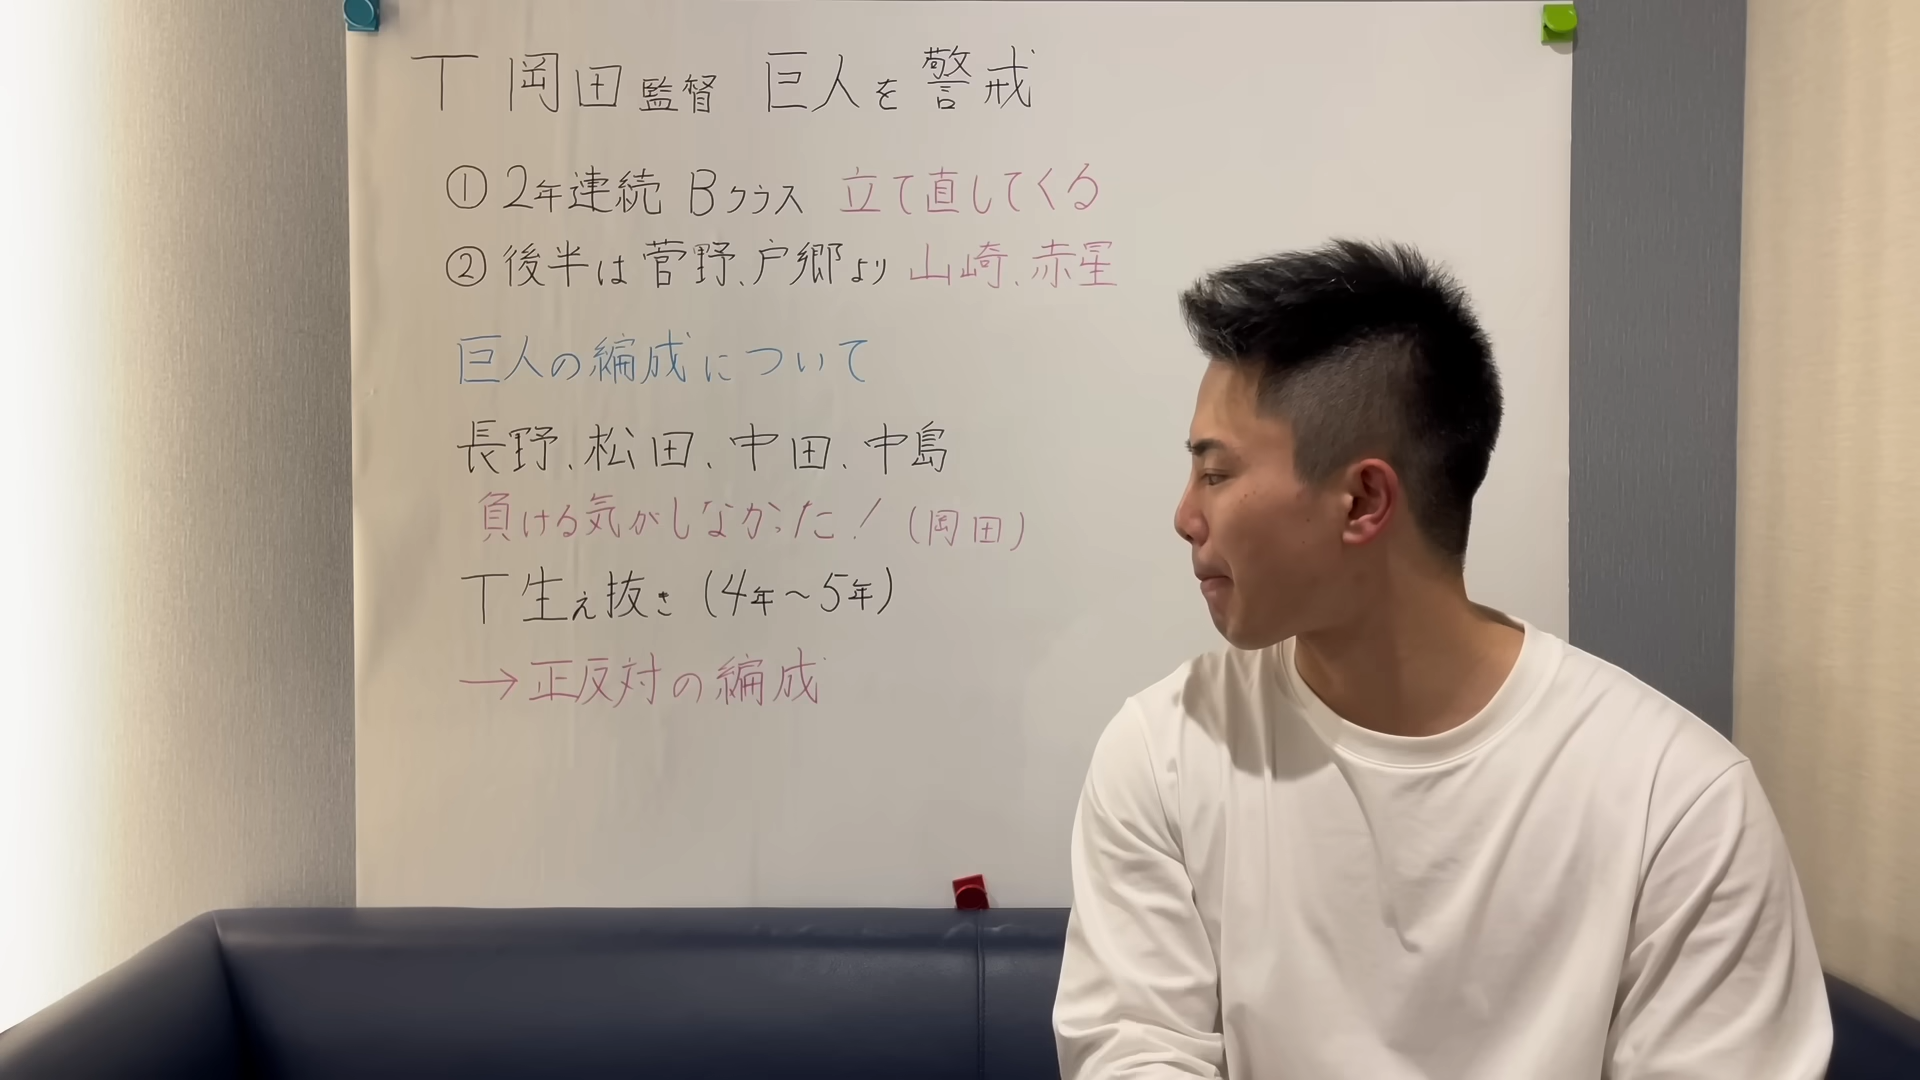 T 岡田監督 巨人を警戒
① 2年連続 Bクラス 立て直してくる
② 後半は菅野、戸郷より 山崎、赤星
巨人の編成について
長野、松田、中田、中島
負ける気がしなかった！(岡田)
T 生え抜き (4年～5年)
→正反対の編成